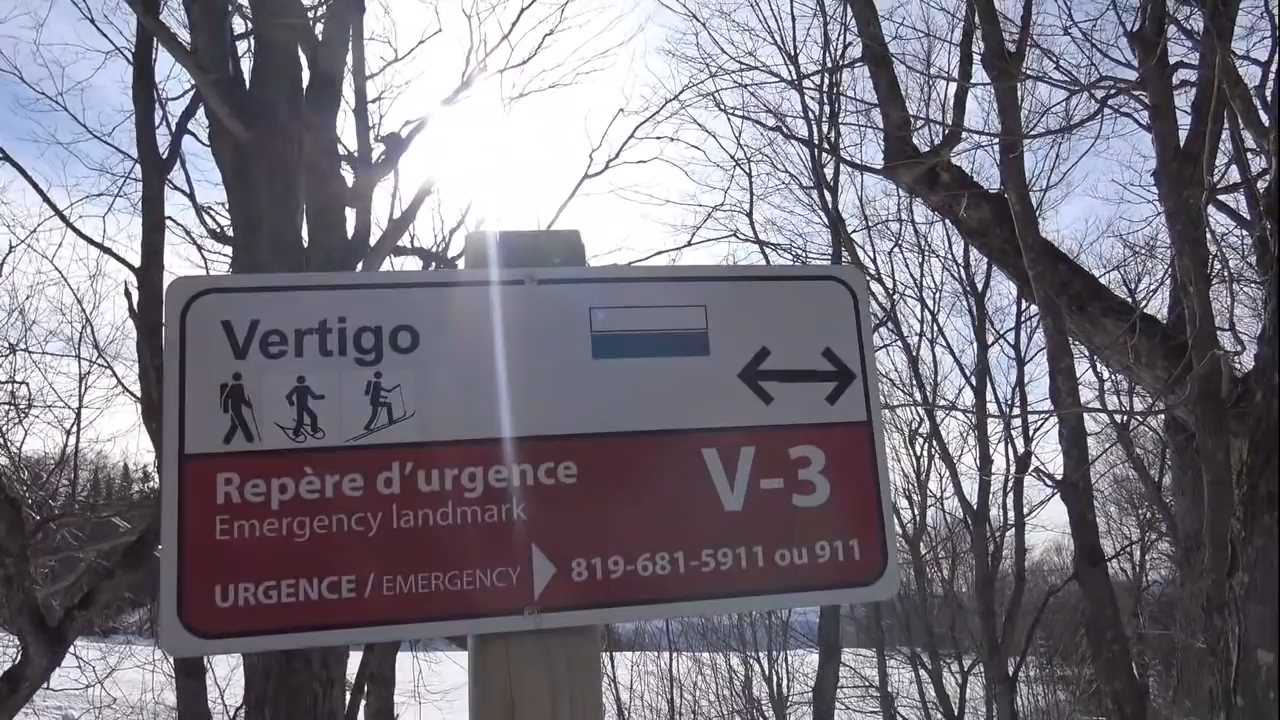 Vertigo
Repère d'urgence
V-3
Emergency landmark
URGENCE / EMERGENCY 819-681-5911 ou 911